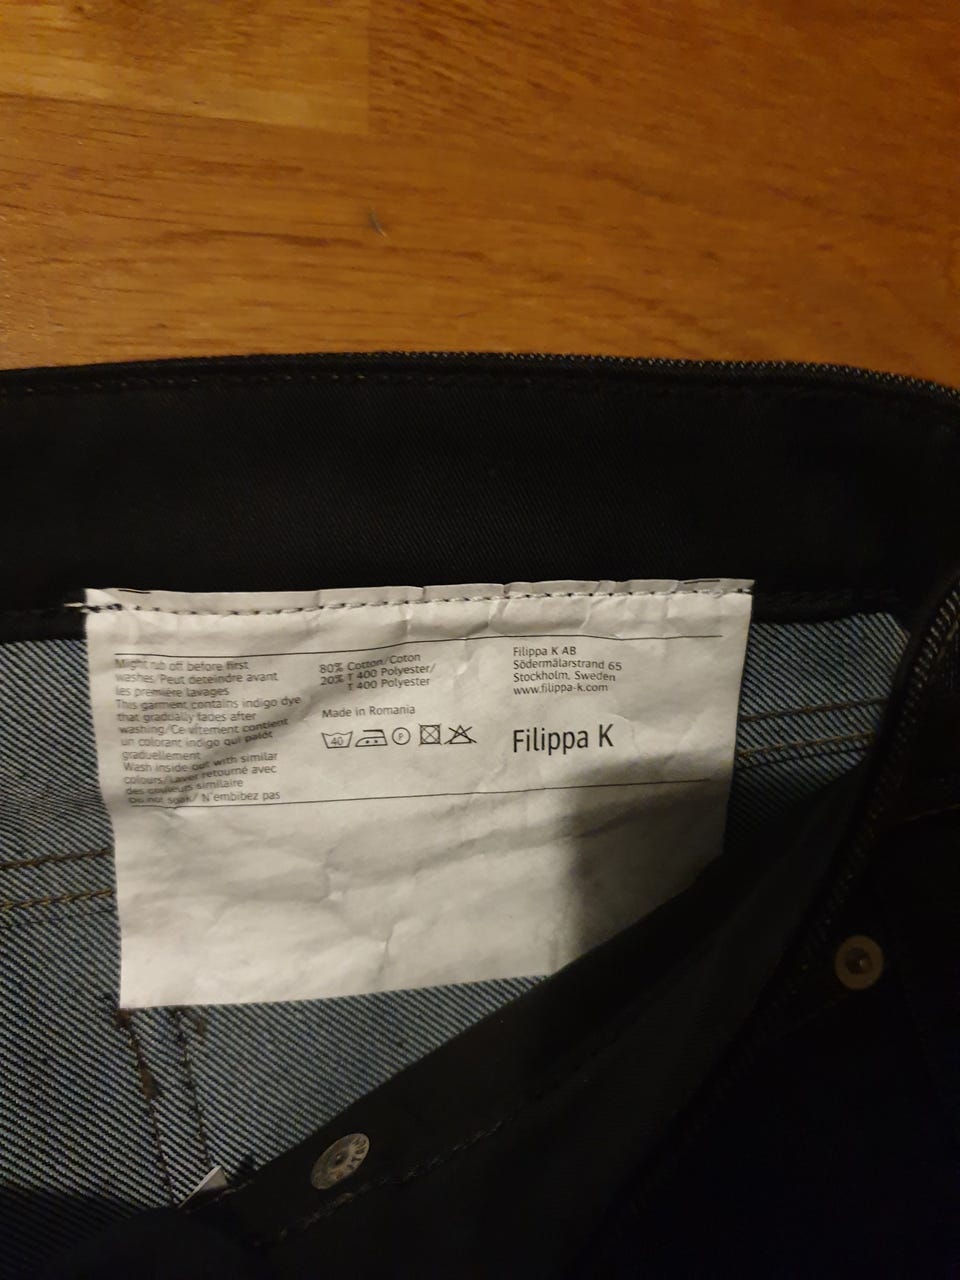 Might rub off before first
washes/Peut deteindre avant
les première lavages
This garment contains indigo dye
that gradually fades after
washing/Ce vitement contient
un colorant indigo qui palót
graduellement
Wash inside out with similar
colours/Laver retourné avec
des couleurs similaire
Do not soak/ N'embibez pas
80% Cotton/Coton
20% T 400 Polyester/
T 400 Polyester
Made in Romania
40 P
Filippa K AB
Södermälarstrand 65
Stockholm, Sweden
www.filippa-k.com
Filippa K